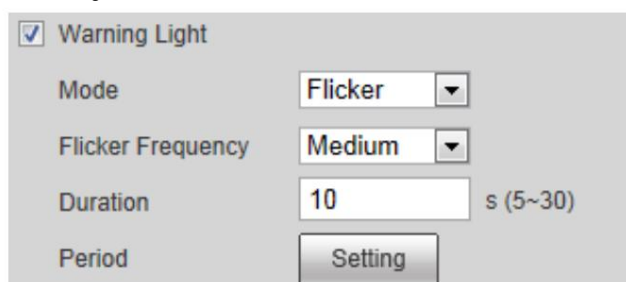 Warning Light
Mode Flicker
Flicker Frequency Medium
Duration 10 s (5~30)
Period Setting